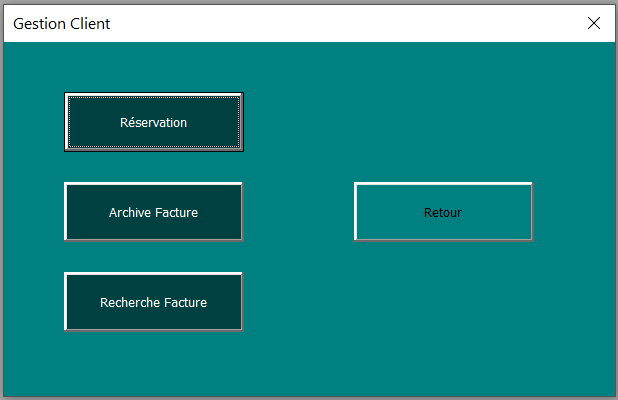 Gestion Client
Réservation
Archive Facture
Retour
Recherche Facture